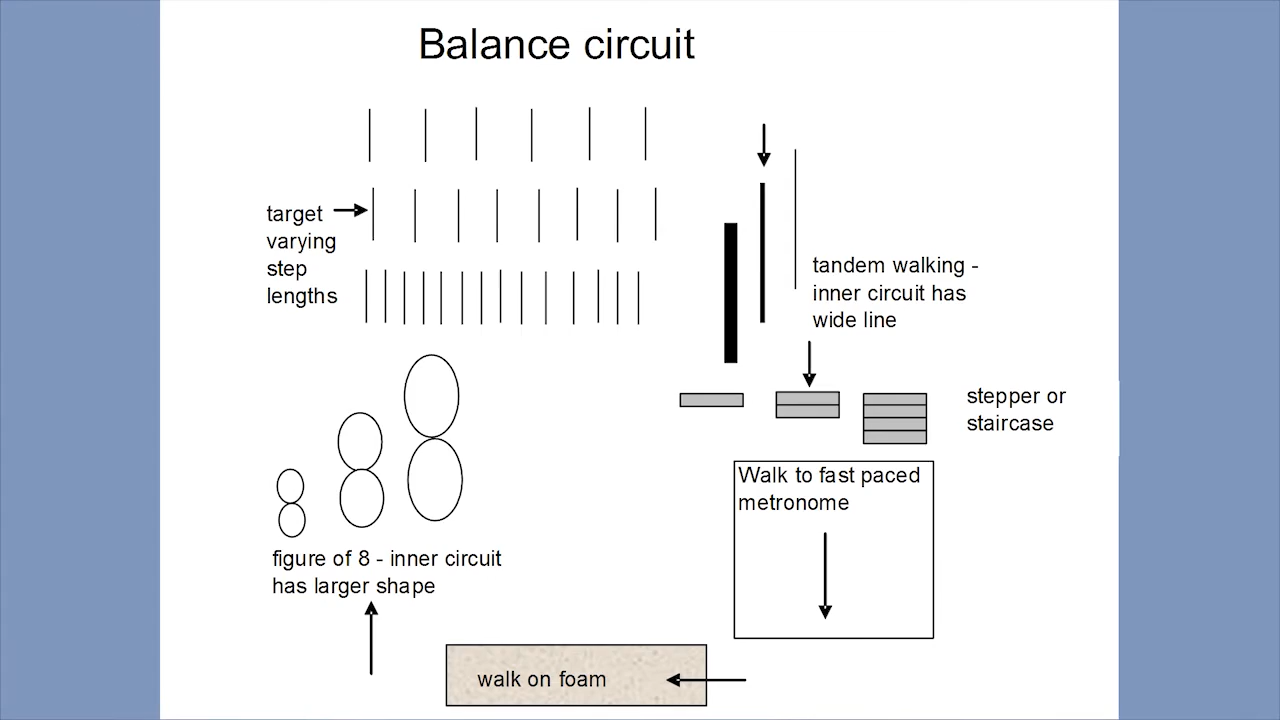 Balance circuit
target
varying
step
lengths
tandem walking -
inner circuit has
wide line
stepper or
staircase
Walk to fast paced
metronome
figure of 8 - inner circuit
has larger shape
walk on foam